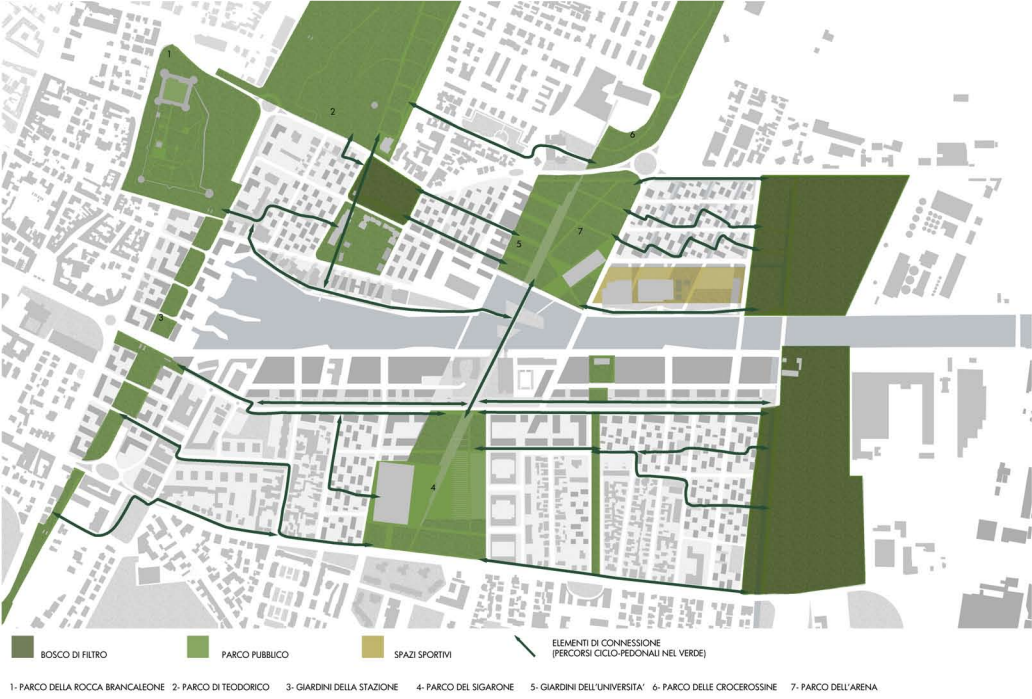 1
2
6
5
7
3
4
BOSCO DI FILTRO
PARCO PUBBLICO
SPAZI SPORTIVI
ELEMENTI DI CONNESSIONE
(PERCORSI CICLO-PEDONALI NEL VERDE)
1- PARCO DELLA ROCCA BRANCALEONE 2- PARCO DI TEODORICO 3- GIARDINI DELLA STAZIONE 4- PARCO DEL SIGARONE 5- GIARDINI DELL'UNIVERSITA' 6- PARCO DELLE CROCEROSSINE 7- PARCO DELL'ARENA